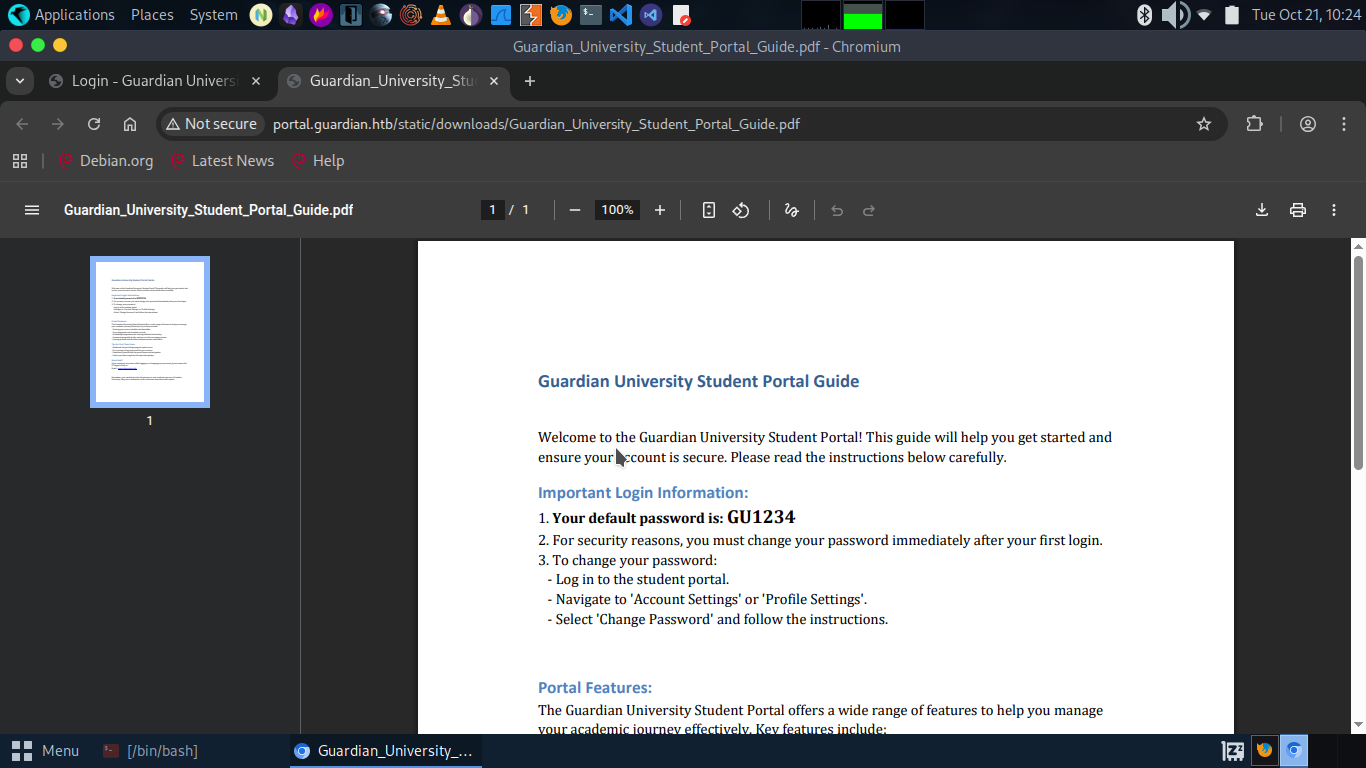 Applications Places System Tue Oct 21, 10:24
Guardian_University_Student_Portal_Guide.pdf - Chromium
Login - Guardian Universi Guardian_University_Stu
Not secure portal.guardian.htb/static/downloads/Guardian_University_Student_Portal_Guide.pdf
Debian.org Latest News Help
Guardian_University_Student_Portal_Guide.pdf 1 / 1 100%
1
Guardian University Student Portal Guide
Welcome to the Guardian University Student Portal! This guide will help you get started and
ensure your account is secure. Please read the instructions below carefully.
Important Login Information:
1. Your default password is: GU1234
2. For security reasons, you must change your password immediately after your first login.
3. To change your password:
- Log in to the student portal.
- Navigate to 'Account Settings' or 'Profile Settings'.
- Select 'Change Password' and follow the instructions.
Portal Features:
The Guardian University Student Portal offers a wide range of features to help you manage
your academic journey effectively. Key features include:
Menu [/bin/bash] Guardian_University_...